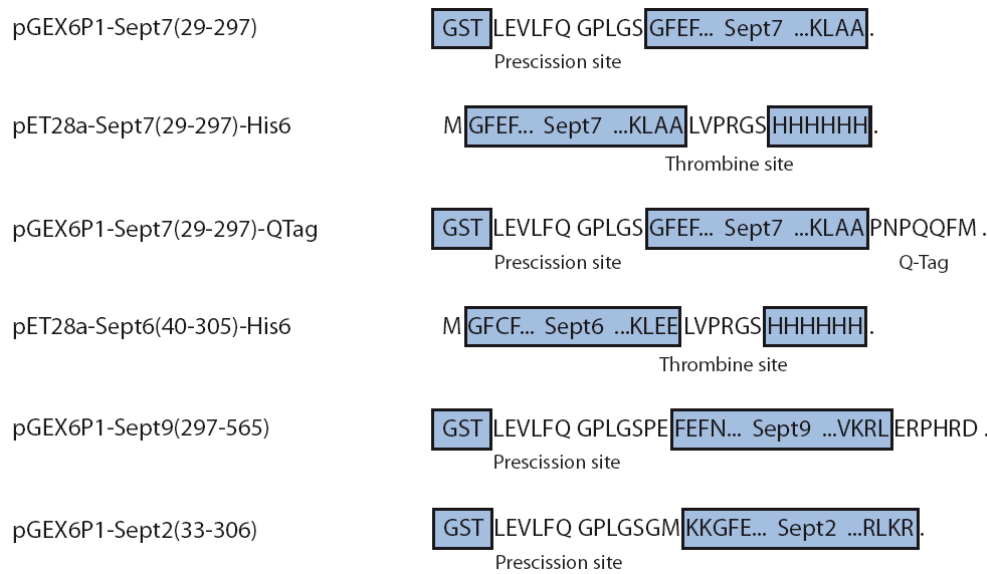 pGEX6P1-Sept7(29-297) GST LEVLFQ GPLGS GFEF... Sept7 ...KLAA .
Prescission site
pET28a-Sept7(29-297)-His6 M GFEF... Sept7 ...KLAA LVPRGS HHHHHH .
Thrombine site
pGEX6P1-Sept7(29-297)-QTag GST LEVLFQ GPLGS GFEF... Sept7 ...KLAA PNPQQFM .
Prescission site Q-Tag
pET28a-Sept6(40-305)-His6 M GFCF... Sept6 ...KLEE LVPRGS HHHHHH .
Thrombine site
pGEX6P1-Sept9(297-565) GST LEVLFQ GPLGSPE FEFN... Sept9 ...VKRL ERPHRD .
Prescission site
pGEX6P1-Sept2(33-306) GST LEVLFQ GPLGSGM KKGFE... Sept2 ...RLKR .
Prescission site